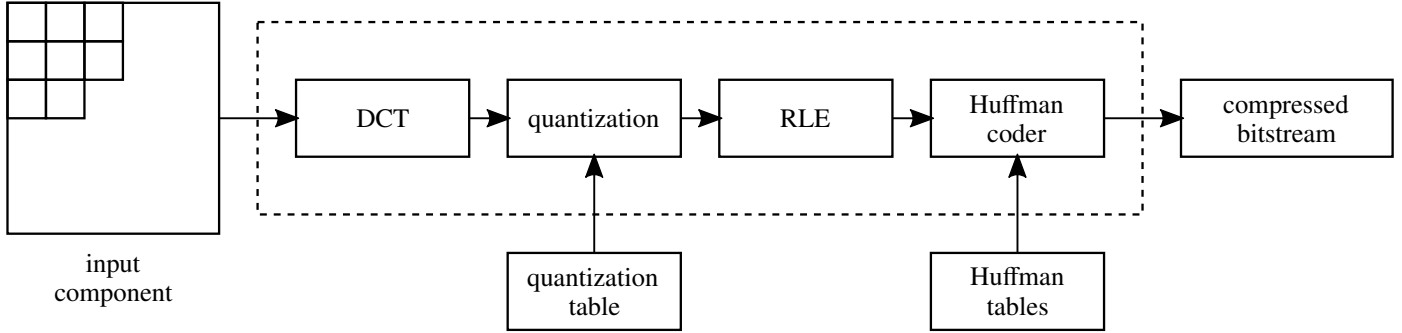 DCT
quantization
RLE
Huffman
coder
compressed
bitstream
input
component
quantization
table
Huffman
tables